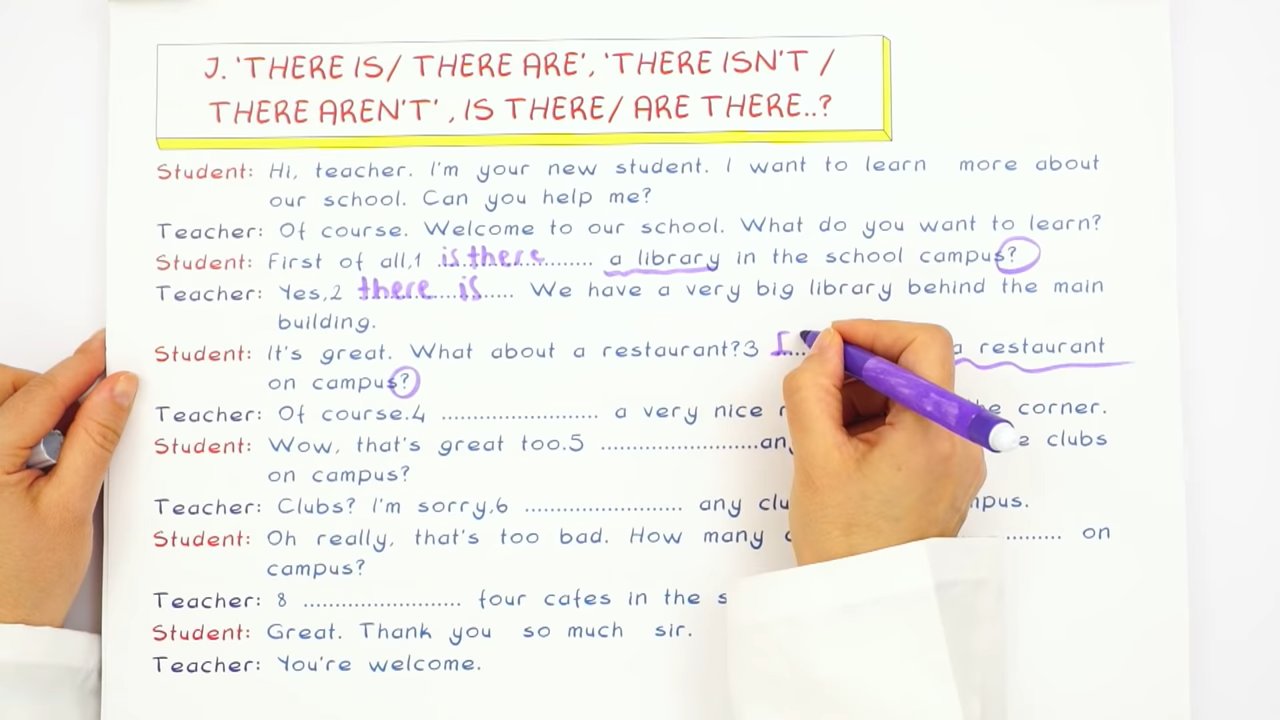 J. 'THERE IS/ THERE ARE', 'THERE ISN'T /
THERE AREN'T' , IS THERE/ ARE THERE..?
Student: Hi, teacher. I'm your new student. I want to learn more about
our school. Can you help me?
Teacher: Of course. Welcome to our school. What do you want to learn?
Student: First of all,1 is there............ a library in the school campus?
Teacher: Yes,2 there is...... We have a very big library behind the main
building.
Student: It's great. What about a restaurant?3 I... a restaurant
on campus?
Teacher: Of course.4 ........................ a very nice the corner.
Student: Wow, that's great too.5 ........................any clubs
on campus?
Teacher: Clubs? I'm sorry,6 ........................ any
Student: Oh really, that's too bad. How many ......... on
campus?
Teacher: 8 ........................ four cafes in the
Student: Great. Thank you so much sir.
Teacher: You're welcome.